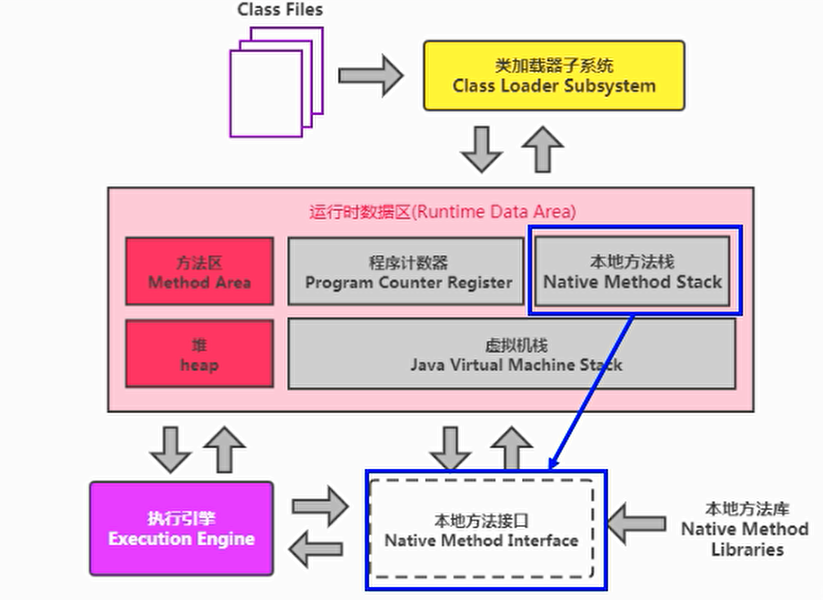 Class Files
类加载器子系统
Class Loader Subsystem
运行时数据区(Runtime Data Area)
方法区
Method Area
程序计数器
Program Counter Register
本地方法栈
Native Method Stack
堆
heap
虚拟机栈
Java Virtual Machine Stack
执行引擎
Execution Engine
本地方法接口
Native Method Interface
本地方法库
Native Method
Libraries